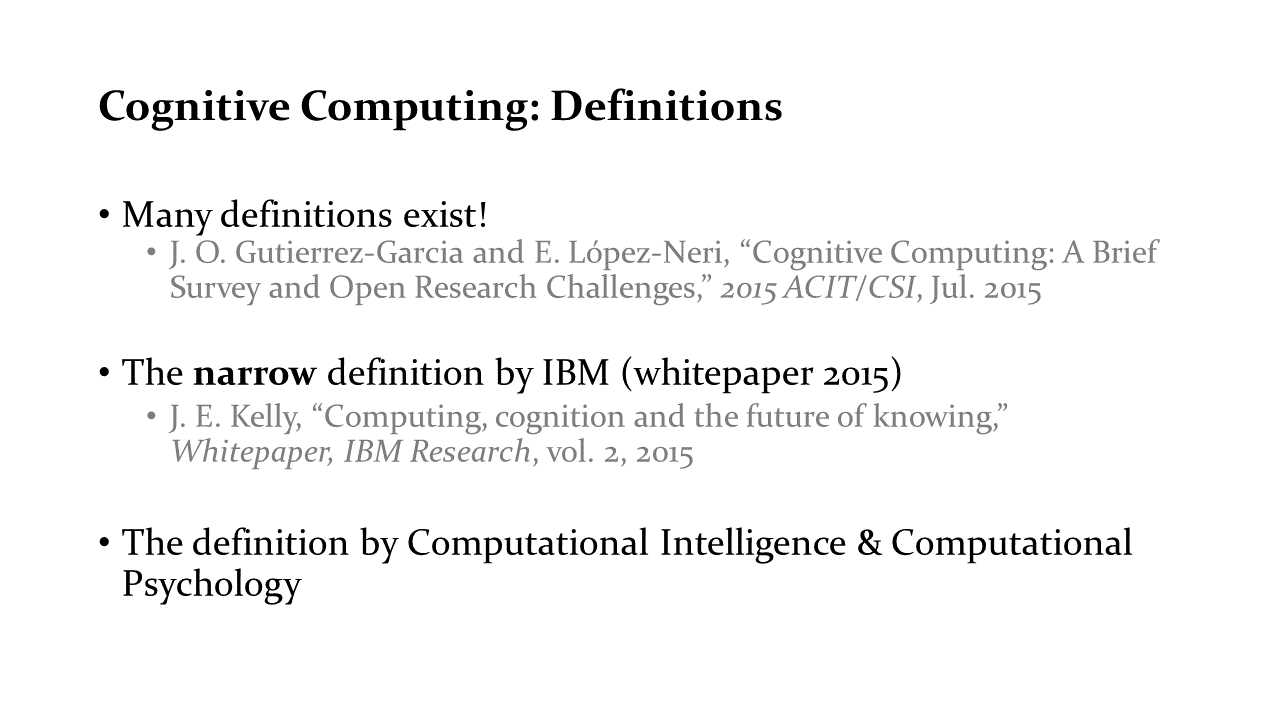 Cognitive Computing: Definitions
• Many definitions exist!
• J. O. Gutierrez-Garcia and E. López-Neri, “Cognitive Computing: A Brief
Survey and Open Research Challenges,” 2015 ACIT/CSI, Jul. 2015
• The narrow definition by IBM (whitepaper 2015)
• J. E. Kelly, “Computing, cognition and the future of knowing,”
Whitepaper, IBM Research, vol. 2, 2015
• The definition by Computational Intelligence & Computational
Psychology